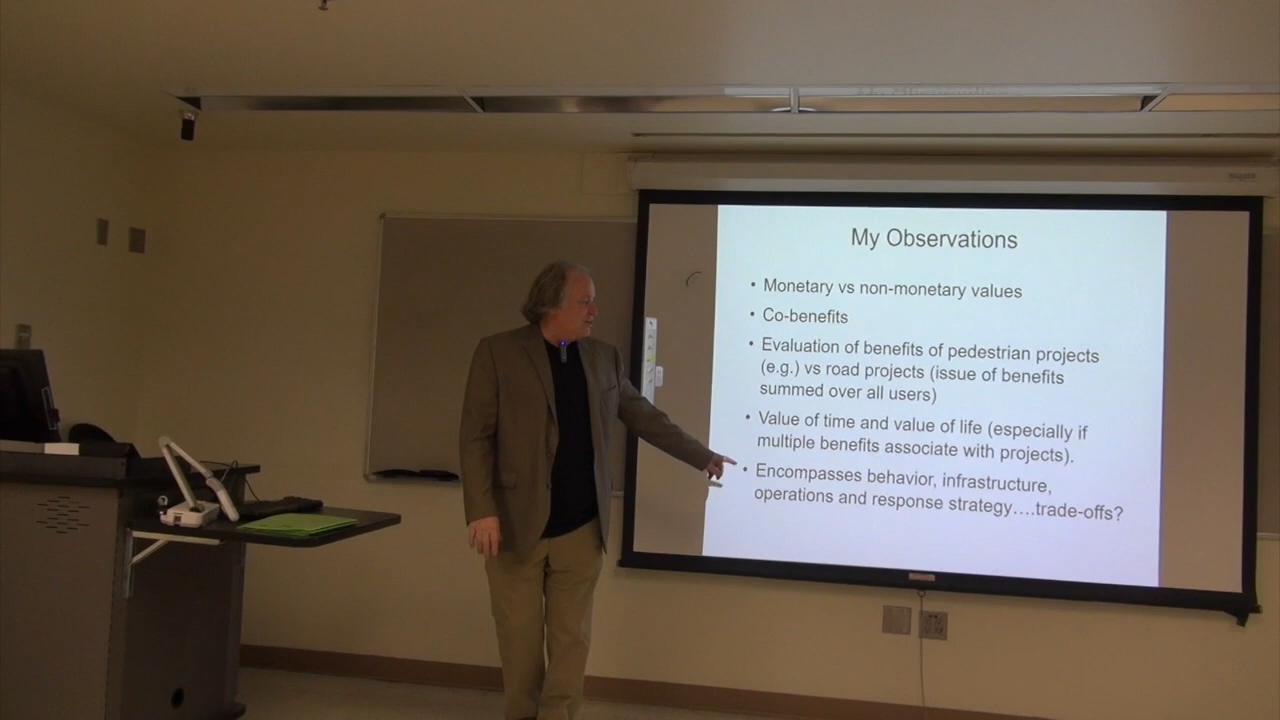 My Observations
• Monetary vs non-monetary values
• Co-benefits
• Evaluation of benefits of pedestrian projects
(e.g.) vs road projects (issue of benefits
summed over all users)
• Value of time and value of life (especially if
multiple benefits associate with projects).
• Encompasses behavior, infrastructure,
operations and response strategy….trade-offs?